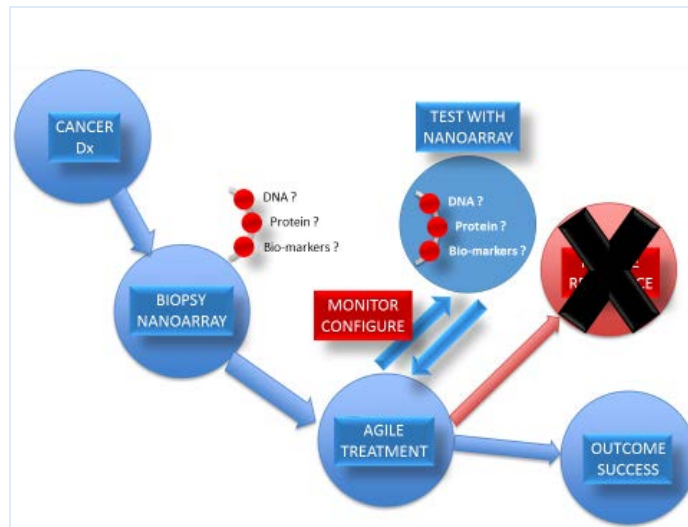 CANCER
Dx
TEST WITH
NANOARRAY
DNA ?
Protein ?
Bio-markers ?
DNA ?
Protein ?
Bio-markers ?
BIOPSY
NANOARRAY
MONITOR
CONFIGURE
AGILE
TREATMENT
OUTCOME
SUCCESS